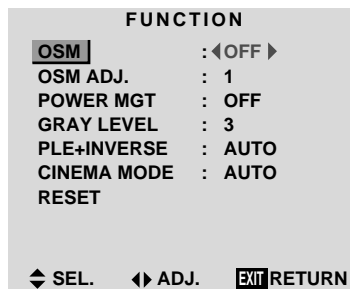 FUNCTION
OSM : OFF
OSM ADJ. : 1
POWER MGT : OFF
GRAY LEVEL : 3
PLE+INVERSE : AUTO
CINEMA MODE : AUTO
RESET
SEL. ADJ. EXIT RETURN